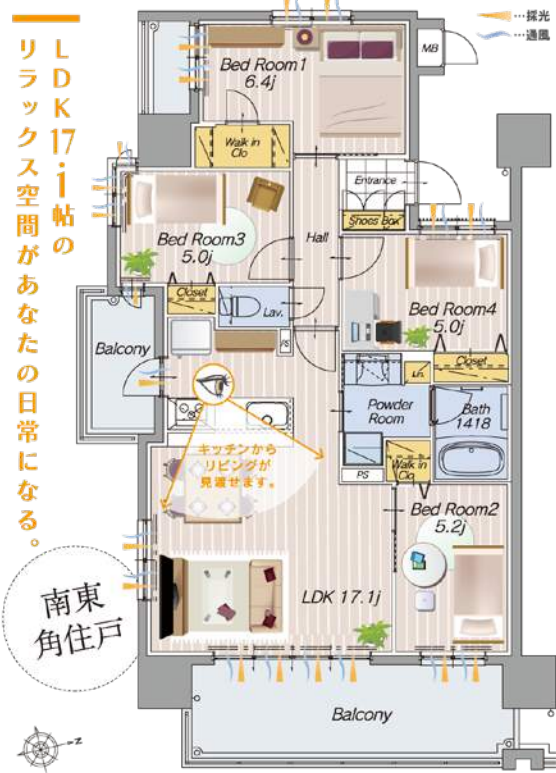 LDK17.1帖の
リラックス空間があなたの日常になる。
…採光
…通風
MB
Bed Room1
6.4j
Walk in
Clo
Entrance
Shoes Box
Bed Room3
5.0j
Hall
Closet
Lav.
PS
Bed Room4
5.0j
Closet
Balcony
Lin.
Powder
Room
Bath
1418
キッチンから
リビングが
見渡せます。
PS
Walk in
Clo
Bed Room2
5.2j
LDK 17.1j
南東
角住戸
Balcony
N